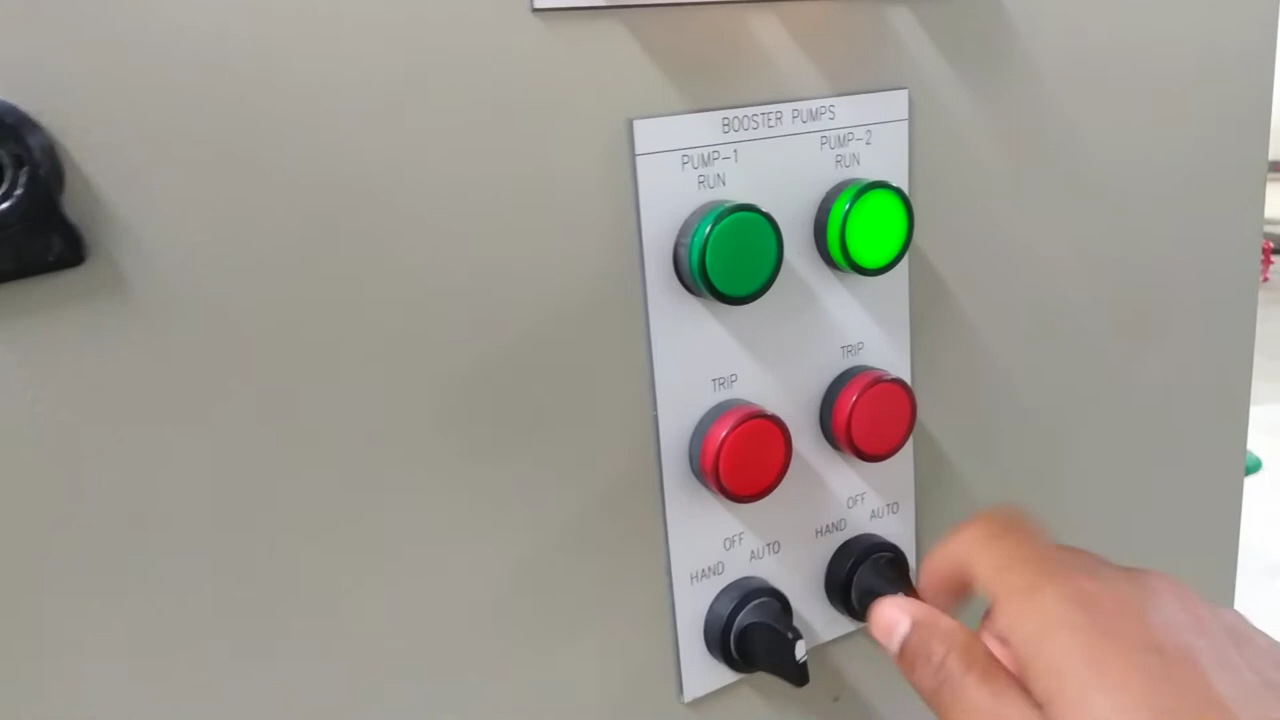 BOOSTER PUMPS
PUMP-1
RUN
PUMP-2
RUN
TRIP
TRIP
HAND
OFF
AUTO
HAND
OFF
AUTO